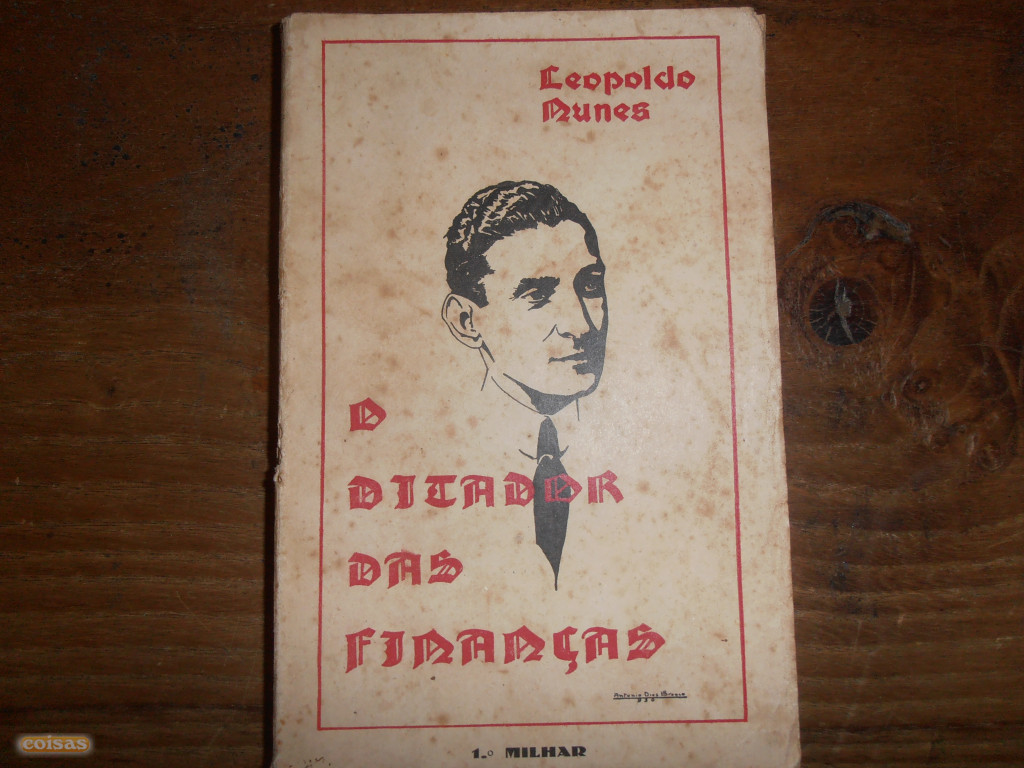 Leopoldo
Nunes
O
DITADOR
DAS
FINANÇAS
1.º MILHAR
coisas